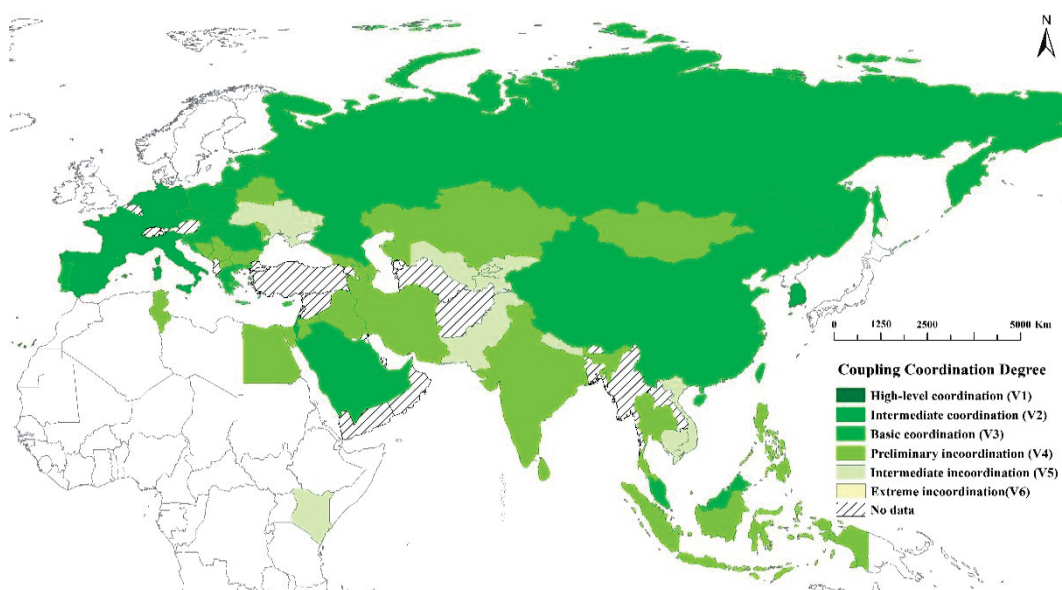 N
0 1250 2500 5000 Km
Coupling Coordination Degree
High-level coordination (V1)
Intermediate coordination (V2)
Basic coordination (V3)
Preliminary incoordination (V4)
Intermediate incoordination (V5)
Extreme incoordination(V6)
No data